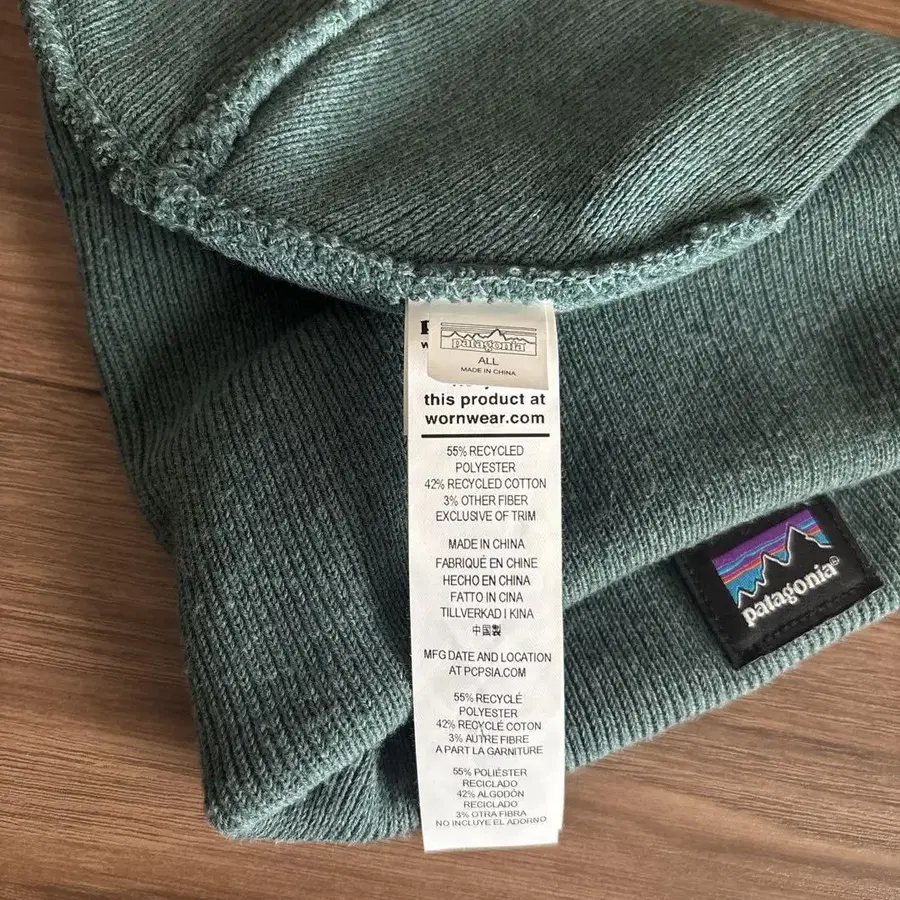 patagonia
ALL
MADE IN CHINA
this product at
wornwear.com
55% RECYCLED
POLYESTER
42% RECYCLED COTTON
3% OTHER FIBER
EXCLUSIVE OF TRIM
MADE IN CHINA
FABRIQUÉ EN CHINE
HECHO EN CHINA
FATTO IN CINA
TILLVERKAD I KINA
中国製
MFG DATE AND LOCATION
AT PCPSIA.COM
55% RECYCLÉ
POLYESTER
42% RECYCLÉ COTON
3% AUTRE FIBRE
A PART LA GARNITURE
55% POLIÉSTER
RECICLADO
42% ALGODÓN
RECICLADO
3% OTRA FIBRA
NO INCLUYE EL ADORNO
patagonia®